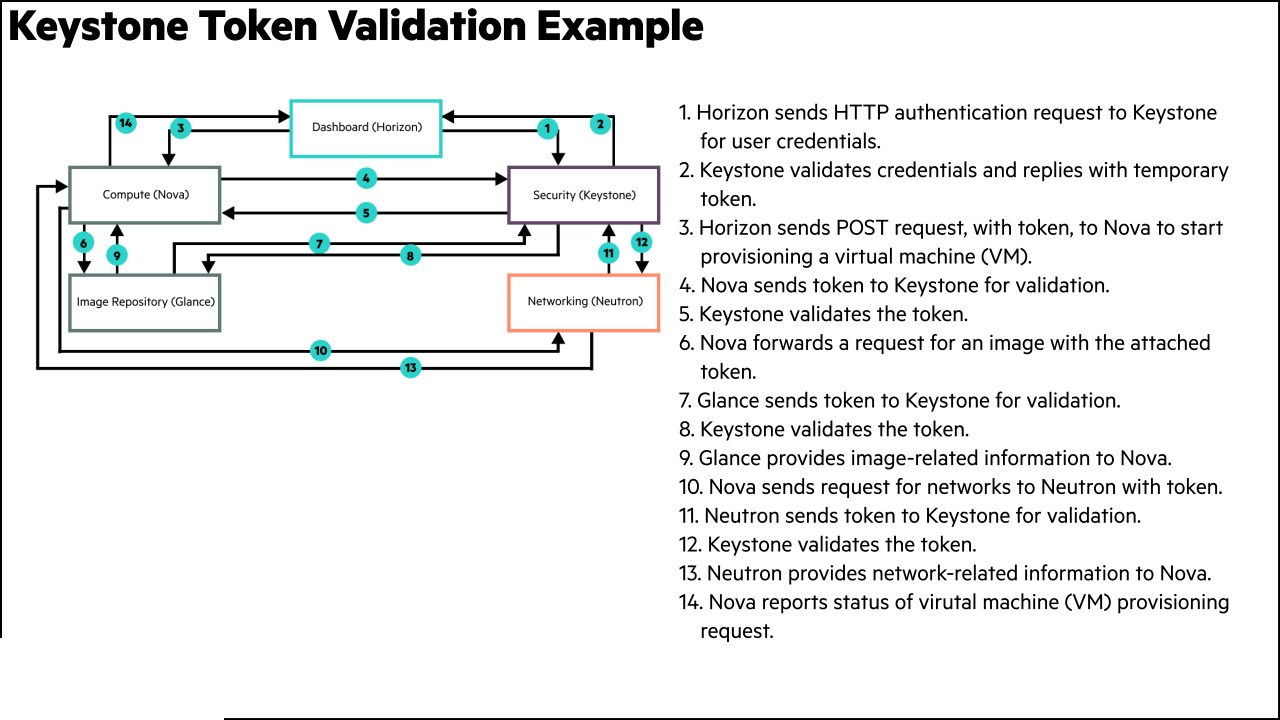 Keystone Token Validation Example
14
3
Dashboard (Horizon)
1
2
Compute (Nova)
4
Security (Keystone)
5
6
9
7
8
11
12
Image Repository (Glance)
Networking (Neutron)
10
13
1. Horizon sends HTTP authentication request to Keystone
for user credentials.
2. Keystone validates credentials and replies with temporary
token.
3. Horizon sends POST request, with token, to Nova to start
provisioning a virtual machine (VM).
4. Nova sends token to Keystone for validation.
5. Keystone validates the token.
6. Nova forwards a request for an image with the attached
token.
7. Glance sends token to Keystone for validation.
8. Keystone validates the token.
9. Glance provides image-related information to Nova.
10. Nova sends request for networks to Neutron with token.
11. Neutron sends token to Keystone for validation.
12. Keystone validates the token.
13. Neutron provides network-related information to Nova.
14. Nova reports status of virutal machine (VM) provisioning
request.